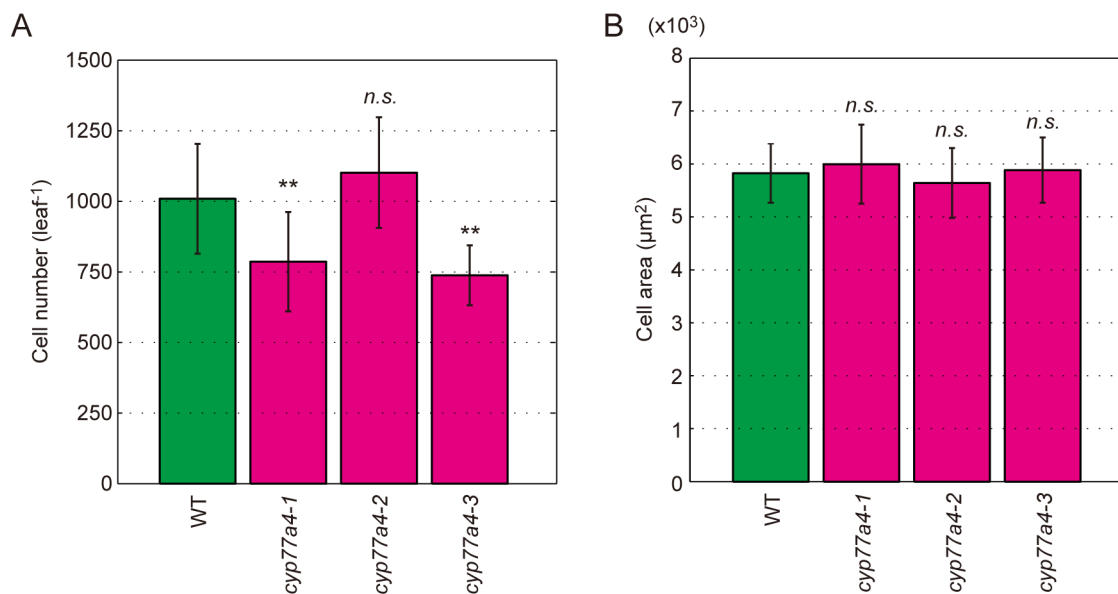 A
1500
1250
1000
750
500
250
0
Cell number (leaf⁻¹)
**
n.s.
**
WT
cyp77a4-1
cyp77a4-2
cyp77a4-3
B
(x10³)
8
7
6
5
4
3
2
1
0
Cell area (μm²)
n.s.
n.s.
n.s.
WT
cyp77a4-1
cyp77a4-2
cyp77a4-3